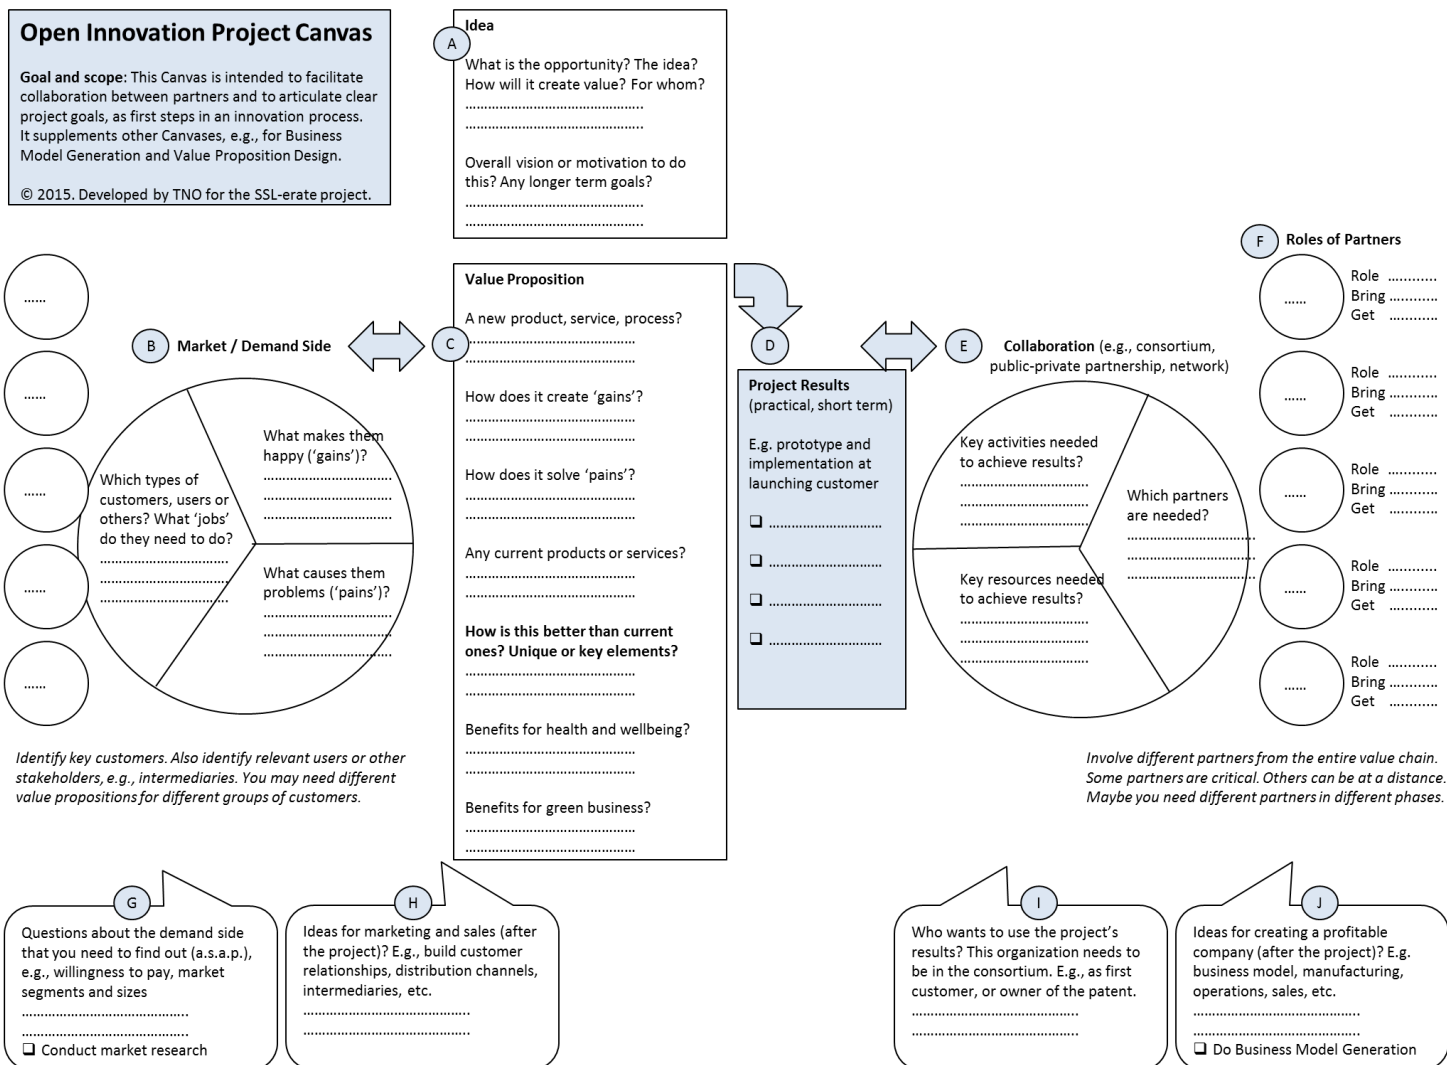 Open Innovation Project Canvas
Goal and scope: This Canvas is intended to facilitate
collaboration between partners and to articulate clear
project goals, as first steps in an innovation process.
It supplements other Canvases, e.g., for Business
Model Generation and Value Proposition Design.
© 2015. Developed by TNO for the SSL-erate project.
A
Idea
What is the opportunity? The idea?
How will it create value? For whom?
................................................
................................................
Overall vision or motivation to do
this? Any longer term goals?
................................................
................................................
......
......
......
......
......
B
Market / Demand Side
Which types of
customers, users or
others? What ‘jobs’
do they need to do?
..................................
..................................
..................................
What makes them
happy (‘gains’)?
..................................
..................................
..................................
What causes them
problems (‘pains’)?
..................................
..................................
..................................
Identify key customers. Also identify relevant users or other
stakeholders, e.g., intermediaries. You may need different
value propositions for different groups of customers.
C
Value Proposition
A new product, service, process?
..............................................
..............................................
How does it create ‘gains’?
..............................................
..............................................
How does it solve ‘pains’?
..............................................
..............................................
Any current products or services?
..............................................
..............................................
How is this better than current
ones? Unique or key elements?
..............................................
..............................................
Benefits for health and wellbeing?
..............................................
..............................................
Benefits for green business?
..............................................
..............................................
D
Project Results
(practical, short term)
E.g. prototype and
implementation at
launching customer
❑ ..............................
❑ ..............................
❑ ..............................
❑ ..............................
E
Collaboration (e.g., consortium,
public-private partnership, network)
Key activities needed
to achieve results?
..................................
..................................
..................................
Key resources needed
to achieve results?
..................................
..................................
..................................
Which partners
are needed?
..................................
..................................
..................................
F
Roles of Partners
......
Role ............
Bring ............
Get ............
......
Role ............
Bring ............
Get ............
......
Role ............
Bring ............
Get ............
......
Role ............
Bring ............
Get ............
......
Role ............
Bring ............
Get ............
Involve different partners from the entire value chain.
Some partners are critical. Others can be at a distance.
Maybe you need different partners in different phases.
G
Questions about the demand side
that you need to find out (a.s.a.p.),
e.g., willingness to pay, market
segments and sizes
.............................................
.............................................
❑ Conduct market research
H
Ideas for marketing and sales (after
the project)? E.g., build customer
relationships, distribution channels,
intermediaries, etc.
.............................................
.............................................
I
Who wants to use the project’s
results? This organization needs to
be in the consortium. E.g., as first
customer, or owner of the patent.
.............................................
.............................................
J
Ideas for creating a profitable
company (after the project)? E.g.
business model, manufacturing,
operations, sales, etc.
.............................................
.............................................
❑ Do Business Model Generation